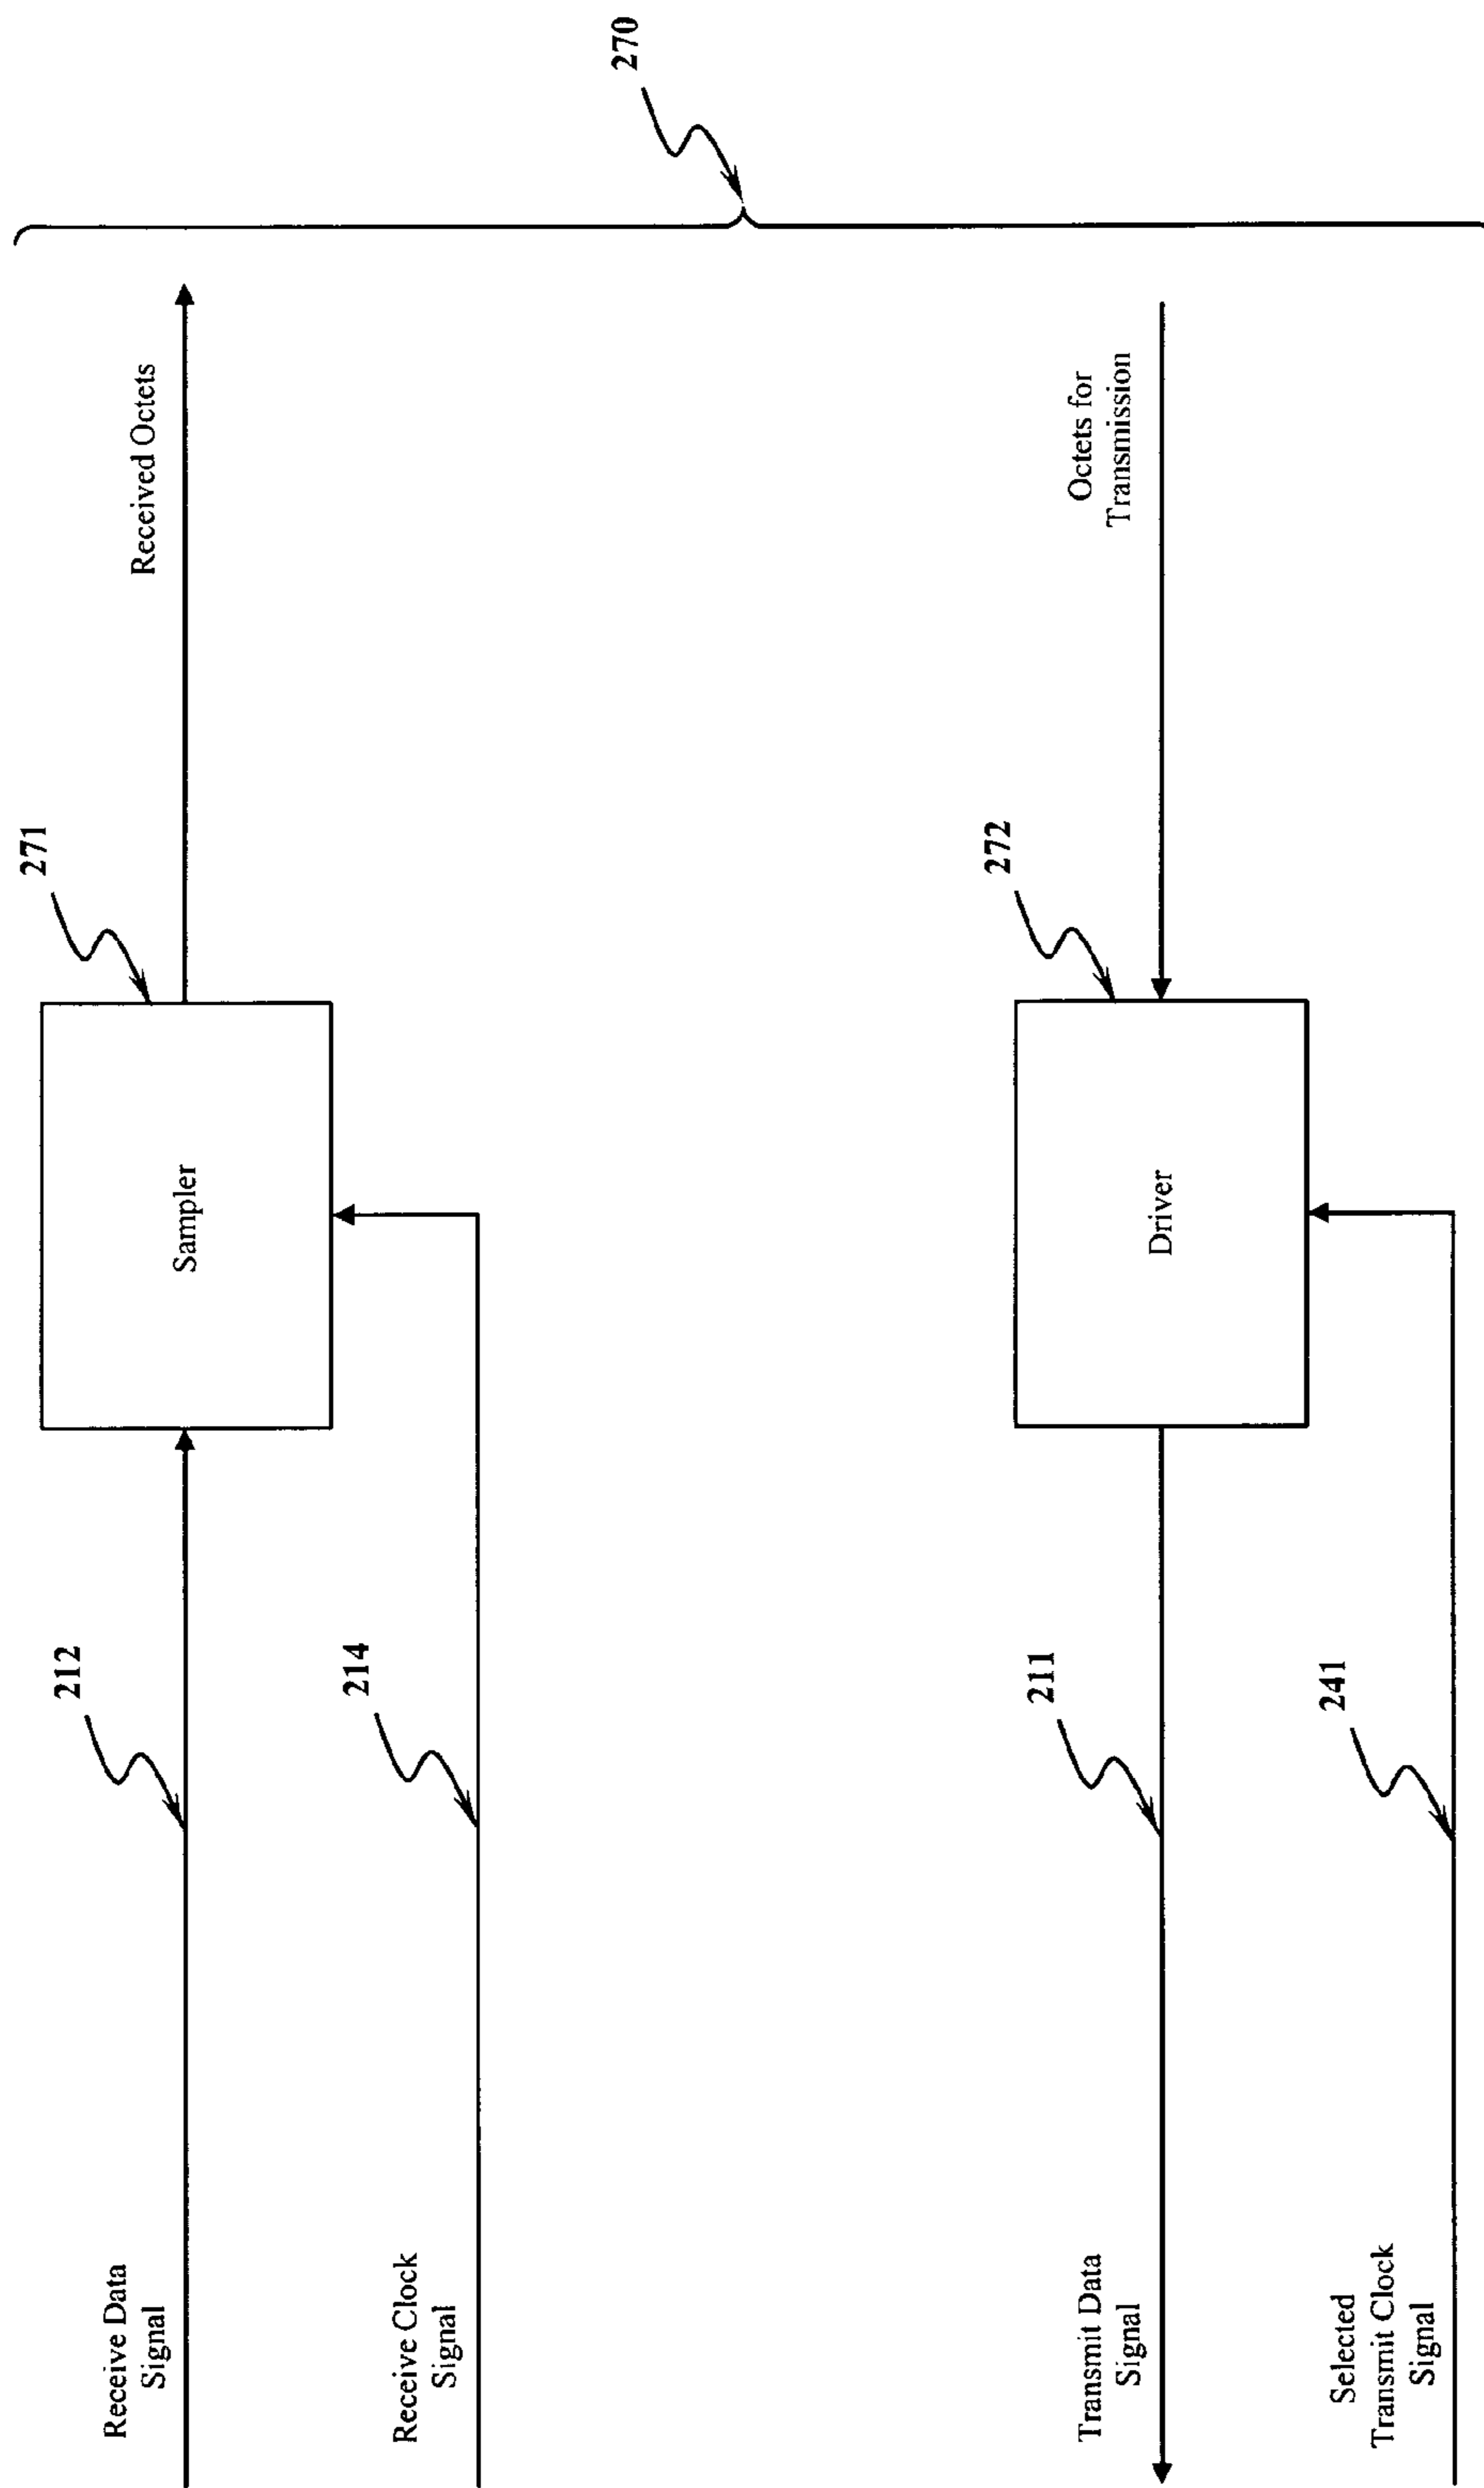 270
271
Received Octets
Sampler
212
Receive Data
Signal
214
Receive Clock
Signal
272
Octets for
Transmission
Driver
211
Transmit Data
Signal
241
Selected
Transmit Clock
Signal